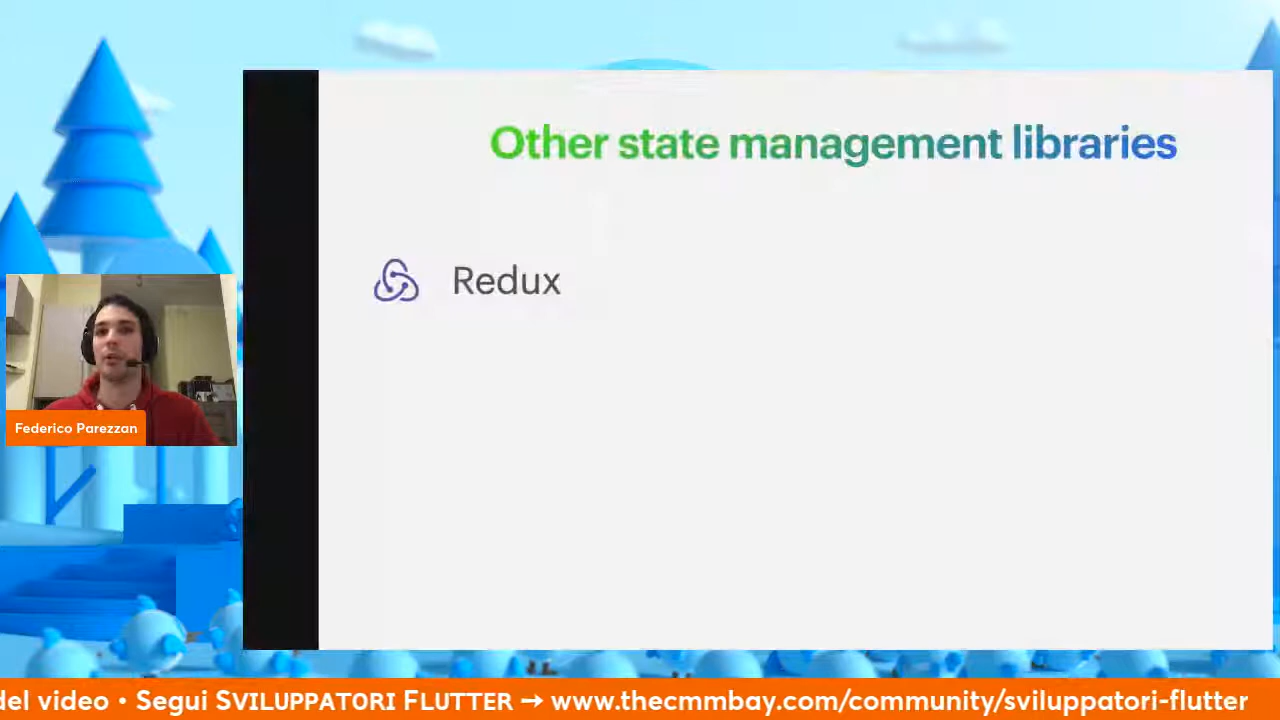 Other state management libraries
Redux
Federico Parezzan
del video • Segui SVILUPPATORI FLUTTER → www.thecmmbay.com/community/sviluppatori-flutter